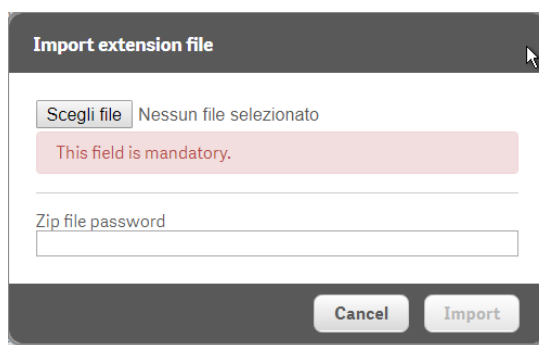 Import extension file
Scegli file Nessun file selezionato
This field is mandatory.
Zip file password
Cancel Import